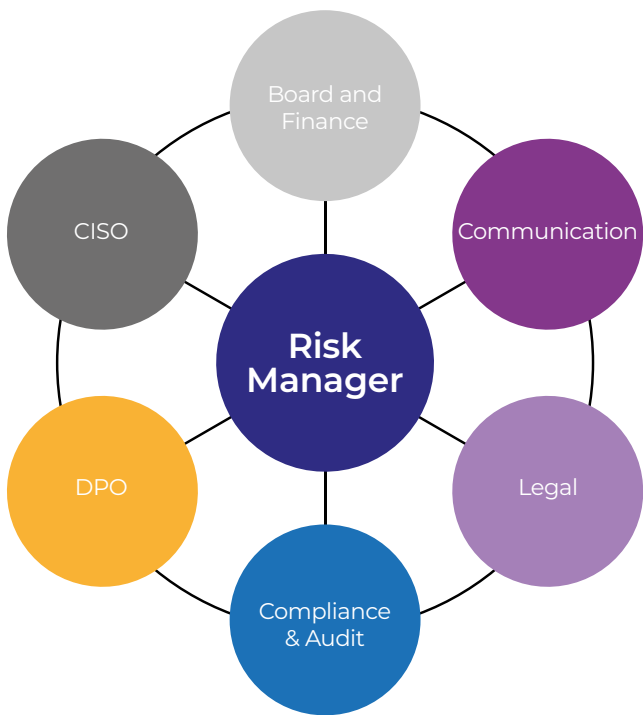 Board and
Finance
CISO
Communication
Risk
Manager
DPO
Legal
Compliance
& Audit